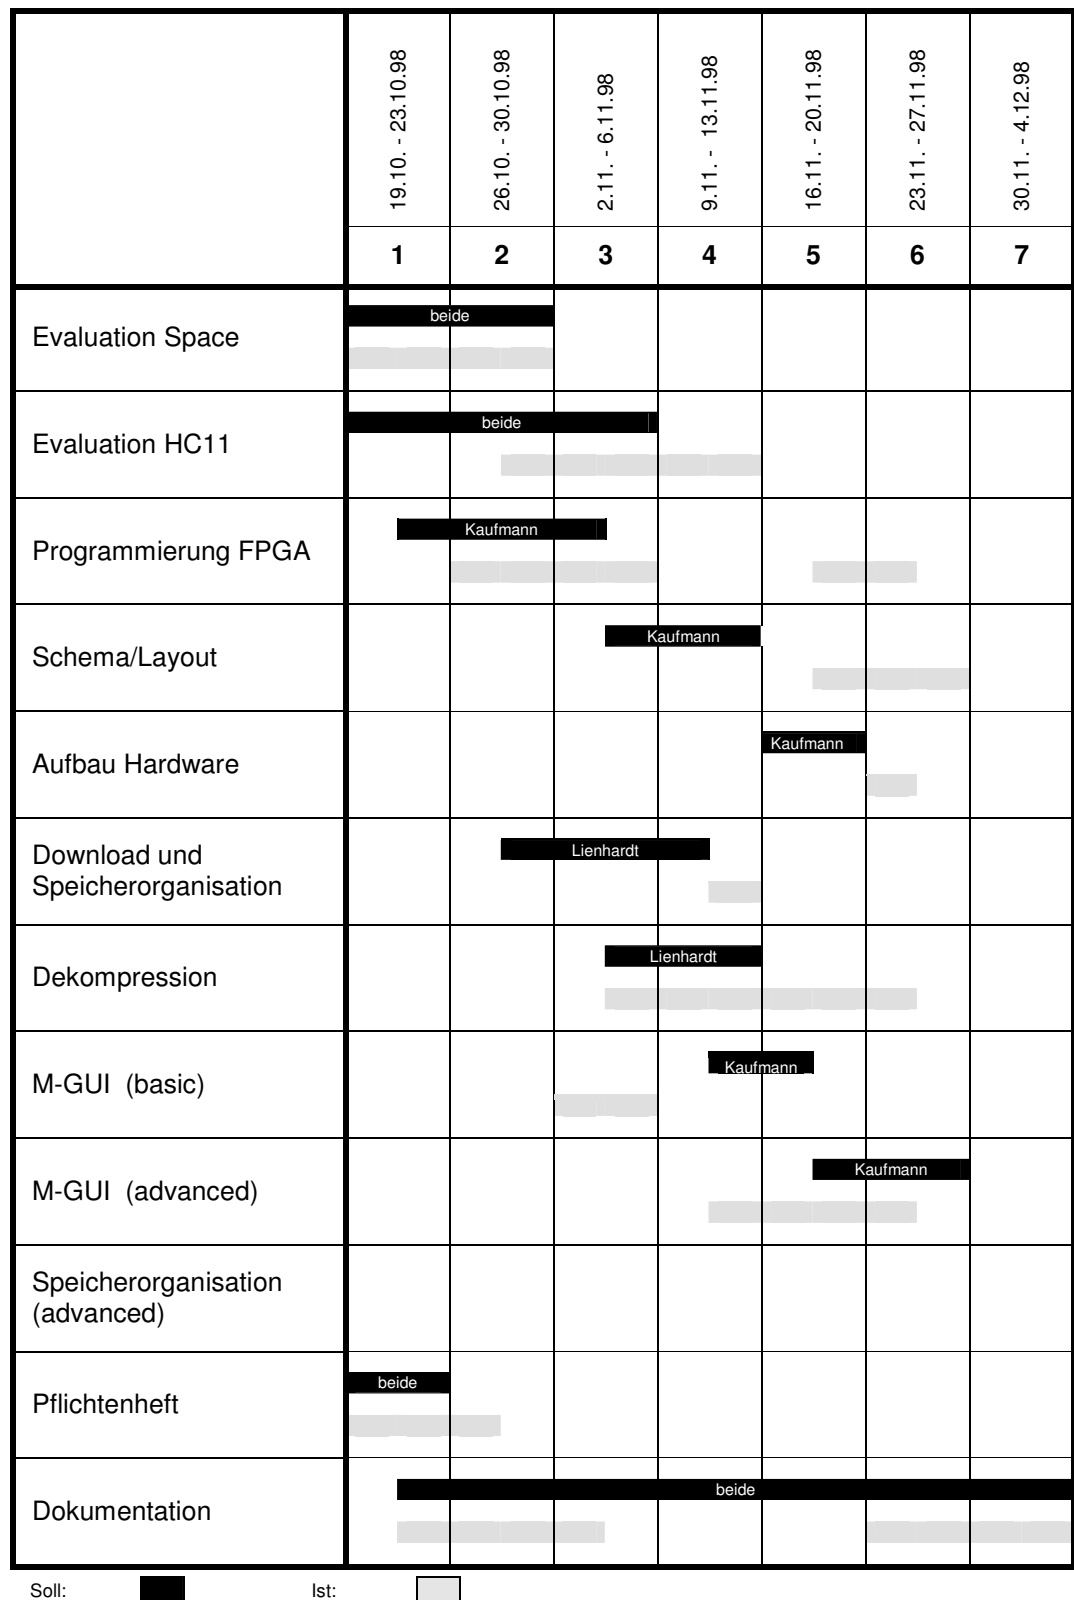 19.10. - 23.10.98
26.10. - 30.10.98
2.11. - 6.11.98
9.11. - 13.11.98
16.11. - 20.11.98
23.11. - 27.11.98
30.11. - 4.12.98
1 2 3 4 5 6 7
beide
Evaluation Space
beide
Evaluation HC11
Kaufmann
Programmierung FPGA
Kaufmann
Schema/Layout
Kaufmann
Aufbau Hardware
Lienhardt
Download und
Speicherorganisation
Lienhardt
Dekompression
Kaufmann
M-GUI (basic)
Kaufmann
M-GUI (advanced)
Speicherorganisation
(advanced)
beide
Pflichtenheft
beide
Dokumentation
Soll: Ist: